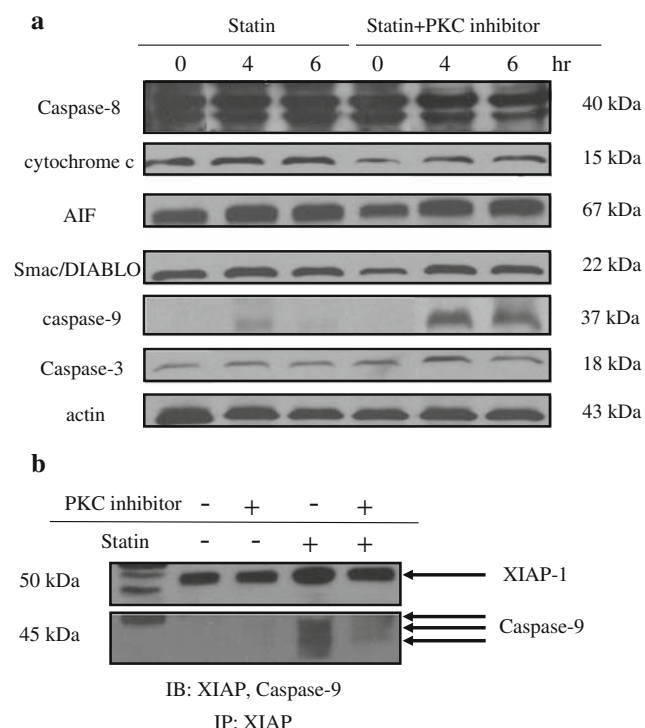 a
Statin Statin+PKC inhibitor
0 4 6 0 4 6 hr
Caspase-8 40 kDa
cytochrome c 15 kDa
AIF 67 kDa
Smac/DIABLO 22 kDa
caspase-9 37 kDa
Caspase-3 18 kDa
actin 43 kDa
b
PKC inhibitor - + - +
Statin - - + +
50 kDa XIAP-1
45 kDa Caspase-9
IB: XIAP, Caspase-9
IP: XIAP